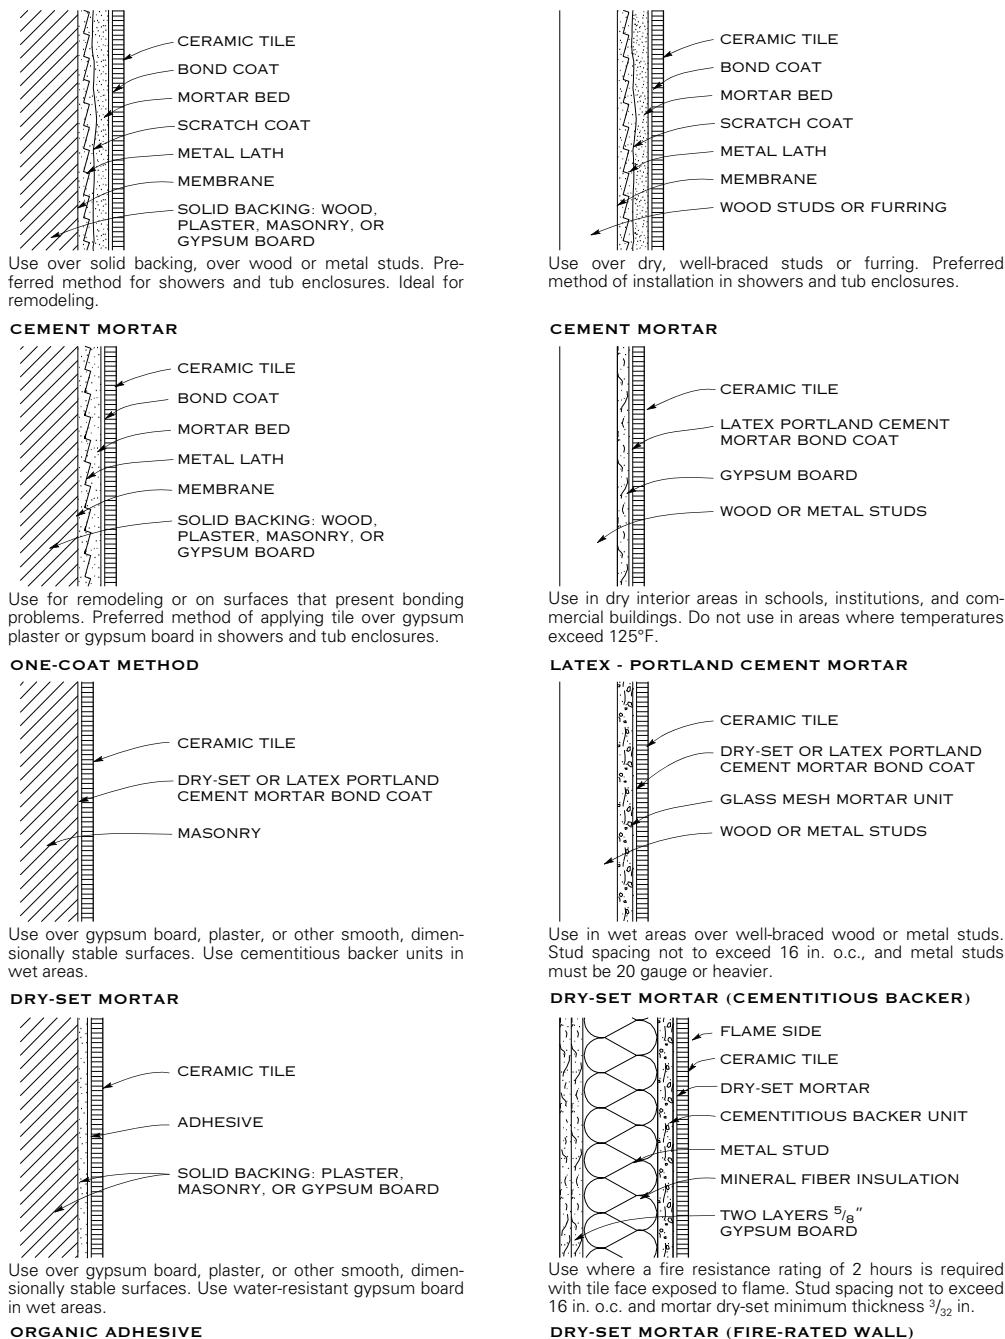 CERAMIC TILE
BOND COAT
MORTAR BED
SCRATCH COAT
METAL LATH
MEMBRANE
SOLID BACKING: WOOD,
PLASTER, MASONRY, OR
GYPSUM BOARD
Use over solid backing, over wood or metal studs. Pre-
ferred method for showers and tub enclosures. Ideal for
remodeling.
CEMENT MORTAR
CERAMIC TILE
BOND COAT
MORTAR BED
METAL LATH
MEMBRANE
SOLID BACKING: WOOD,
PLASTER, MASONRY, OR
GYPSUM BOARD
Use for remodeling or on surfaces that present bonding
problems. Preferred method of applying tile over gypsum
plaster or gypsum board in showers and tub enclosures.
ONE-COAT METHOD
CERAMIC TILE
DRY-SET OR LATEX PORTLAND
CEMENT MORTAR BOND COAT
MASONRY
Use over gypsum board, plaster, or other smooth, dimen-
sionally stable surfaces. Use cementitious backer units in
wet areas.
DRY-SET MORTAR
CERAMIC TILE
ADHESIVE
SOLID BACKING: PLASTER,
MASONRY, OR GYPSUM BOARD
Use over gypsum board, plaster, or other smooth, dimen-
sionally stable surfaces. Use water-resistant gypsum board
in wet areas.
ORGANIC ADHESIVE
CERAMIC TILE
BOND COAT
MORTAR BED
SCRATCH COAT
METAL LATH
MEMBRANE
WOOD STUDS OR FURRING
Use over dry, well-braced studs or furring. Preferred
method of installation in showers and tub enclosures.
CEMENT MORTAR
CERAMIC TILE
LATEX PORTLAND CEMENT
MORTAR BOND COAT
GYPSUM BOARD
WOOD OR METAL STUDS
Use in dry interior areas in schools, institutions, and com-
mercial buildings. Do not use in areas where temperatures
exceed 125°F.
LATEX - PORTLAND CEMENT MORTAR
CERAMIC TILE
DRY-SET OR LATEX PORTLAND
CEMENT MORTAR BOND COAT
GLASS MESH MORTAR UNIT
WOOD OR METAL STUDS
Use in wet areas over well-braced wood or metal studs.
Stud spacing not to exceed 16 in. o.c., and metal studs
must be 20 gauge or heavier.
DRY-SET MORTAR (CEMENTITIOUS BACKER)
FLAME SIDE
CERAMIC TILE
DRY-SET MORTAR
CEMENTITIOUS BACKER UNIT
METAL STUD
MINERAL FIBER INSULATION
TWO LAYERS 5/8"
GYPSUM BOARD
Use where a fire resistance rating of 2 hours is required
with tile face exposed to flame. Stud spacing not to exceed
16 in. o.c. and mortar dry-set minimum thickness 3/32 in.
DRY-SET MORTAR (FIRE-RATED WALL)